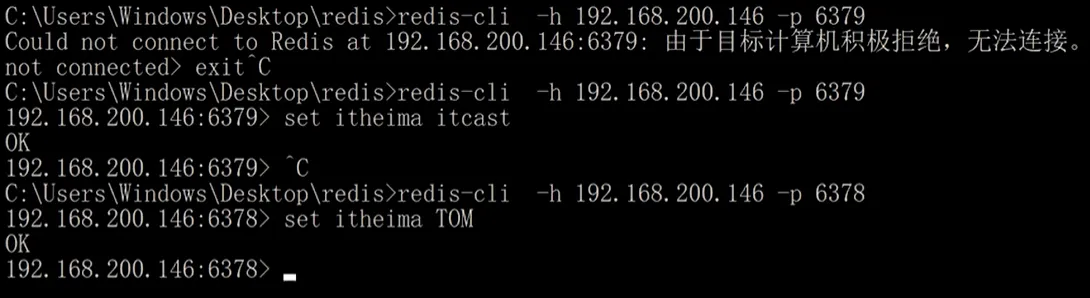 C:\Users\Windows\Desktop\redis>redis-cli  -h 192.168.200.146 -p 6379
Could not connect to Redis at 192.168.200.146:6379: 由于目标计算机积极拒绝，无法连接。
not connected> exit^C
C:\Users\Windows\Desktop\redis>redis-cli  -h 192.168.200.146 -p 6379
192.168.200.146:6379> set itheima itcast
OK
192.168.200.146:6379> ^C
C:\Users\Windows\Desktop\redis>redis-cli  -h 192.168.200.146 -p 6378
192.168.200.146:6378> set itheima TOM
OK
192.168.200.146:6378>